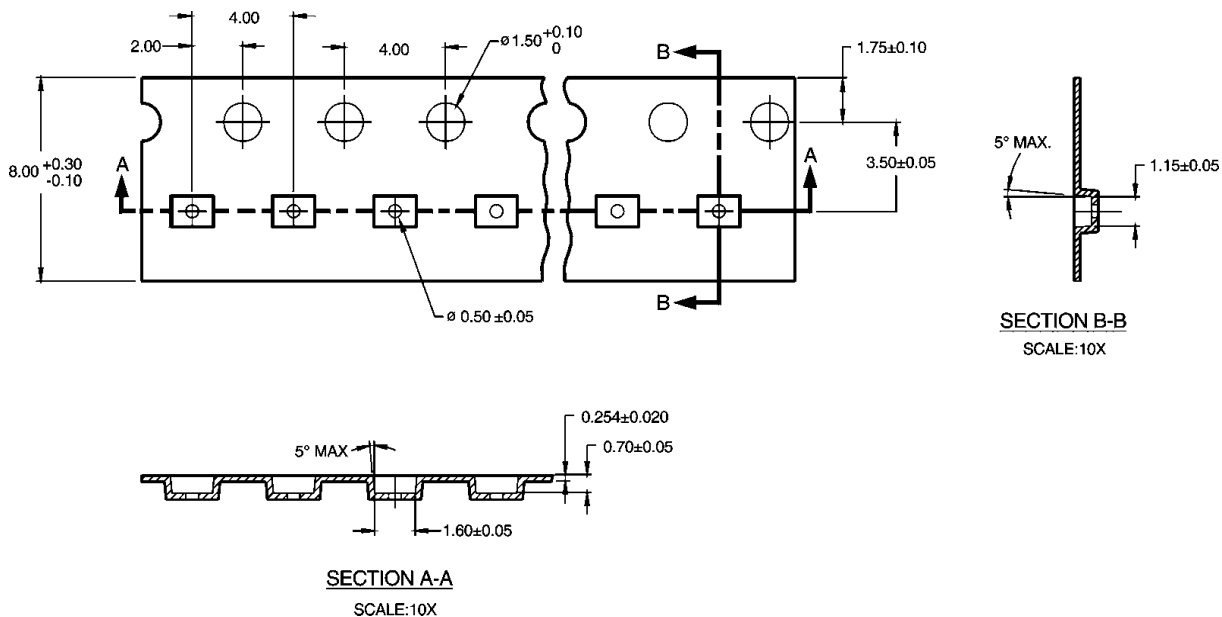 4.00
2.00
4.00
ø1.50 +0.10
0
B
1.75±0.10
8.00 +0.30
-0.10
A
A
3.50±0.05
5° MAX.
1.15±0.05
B
ø 0.50 ±0.05
SECTION B-B
SCALE:10X
0.254±0.020
5° MAX
0.70±0.05
1.60±0.05
SECTION A-A
SCALE:10X